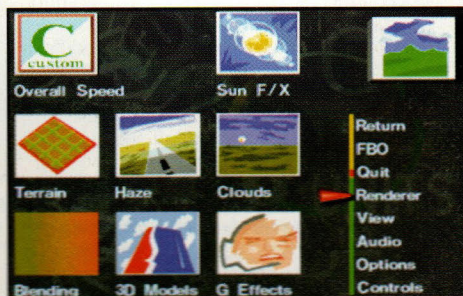 C
custom
Overall Speed
Sun F/X
Terrain
Haze
Clouds
Blending
3D Models
G Effects
Return
FBO
Quit
Renderer
View
Audio
Options
Controls